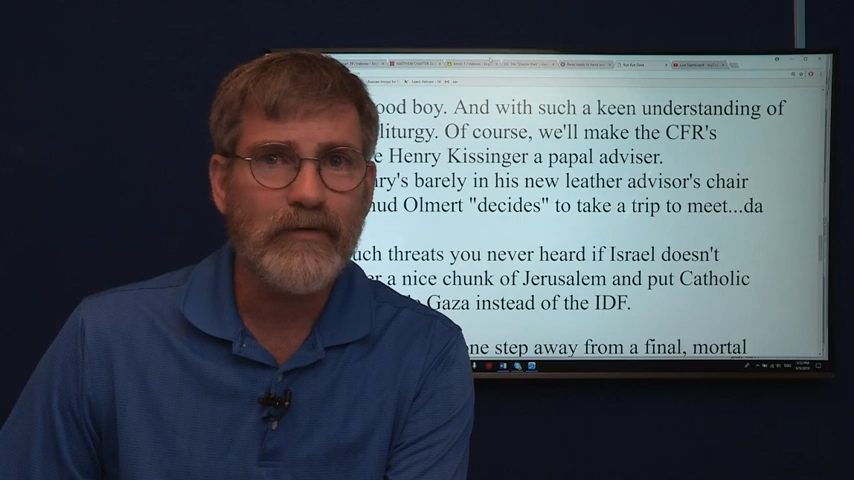 ood boy. And with such a keen understanding of
liturgy. Of course, we'll make the CFR's
e Henry Kissinger a papal adviser.
nry's barely in his new leather advisor's chair
nud Olmert "decides" to take a trip to meet...da
uch threats you never heard if Israel doesn't
er a nice chunk of Jerusalem and put Catholic
Gaza instead of the IDF.
ne step away from a final, mortal